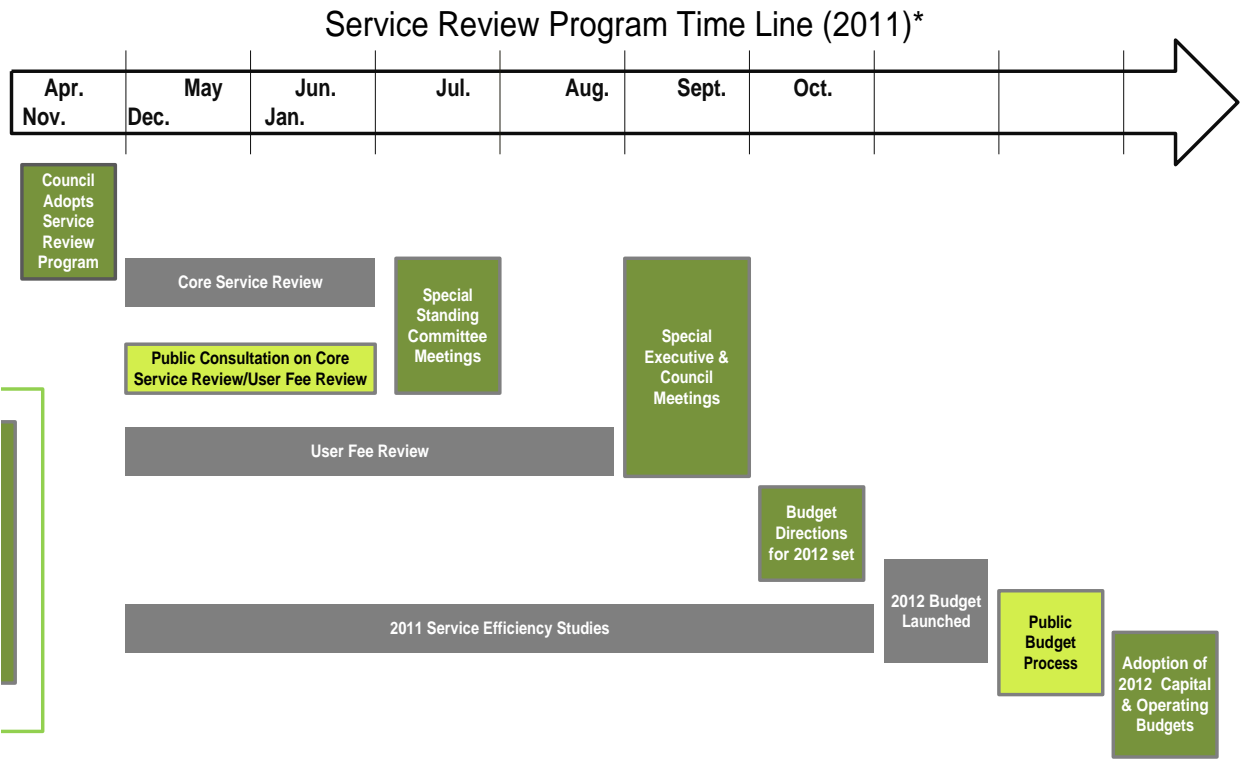 Service Review Program Time Line (2011)*
Apr. May Jun. Jul. Aug. Sept. Oct.
Nov. Dec. Jan.
Council
Adopts
Service
Review
Program
Core Service Review
Public Consultation on Core
Service Review/User Fee Review
Special
Standing
Committee
Meetings
Special
Executive &
Council
Meetings
User Fee Review
Budget
Directions
for 2012 set
2011 Service Efficiency Studies
2012 Budget
Launched
Public
Budget
Process
Adoption of
2012 Capital
& Operating
Budgets